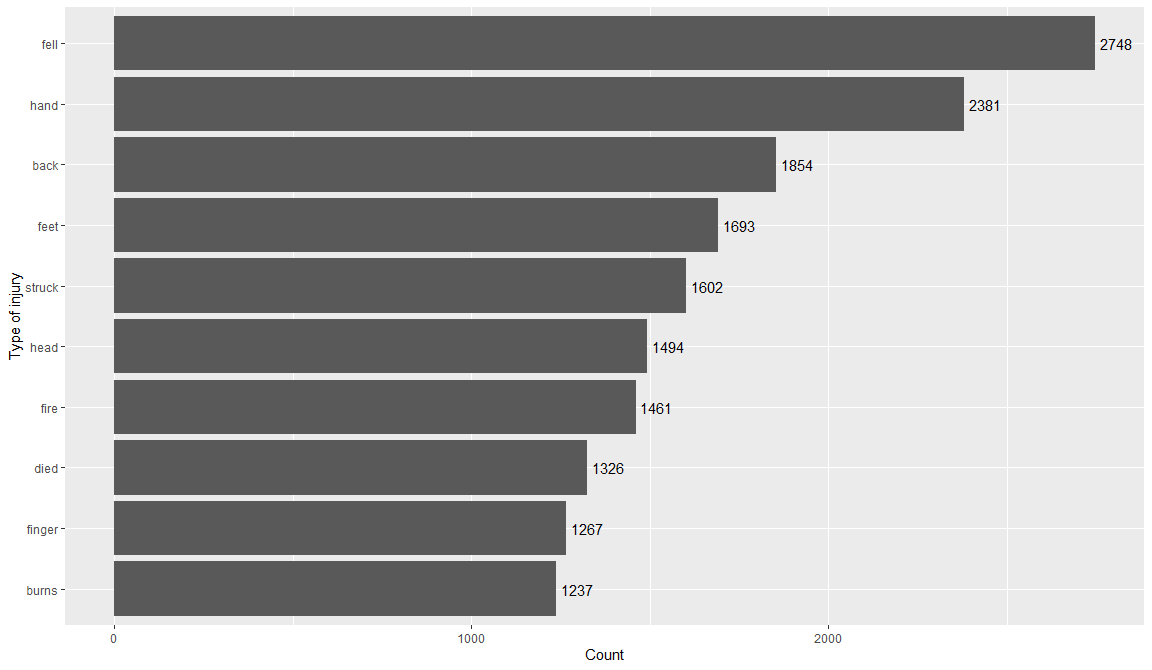 fell 2748
hand 2381
back 1854
feet 1693
struck 1602
head 1494
fire 1461
died 1326
finger 1267
burns 1237
Type of injury
0 1000 2000
Count